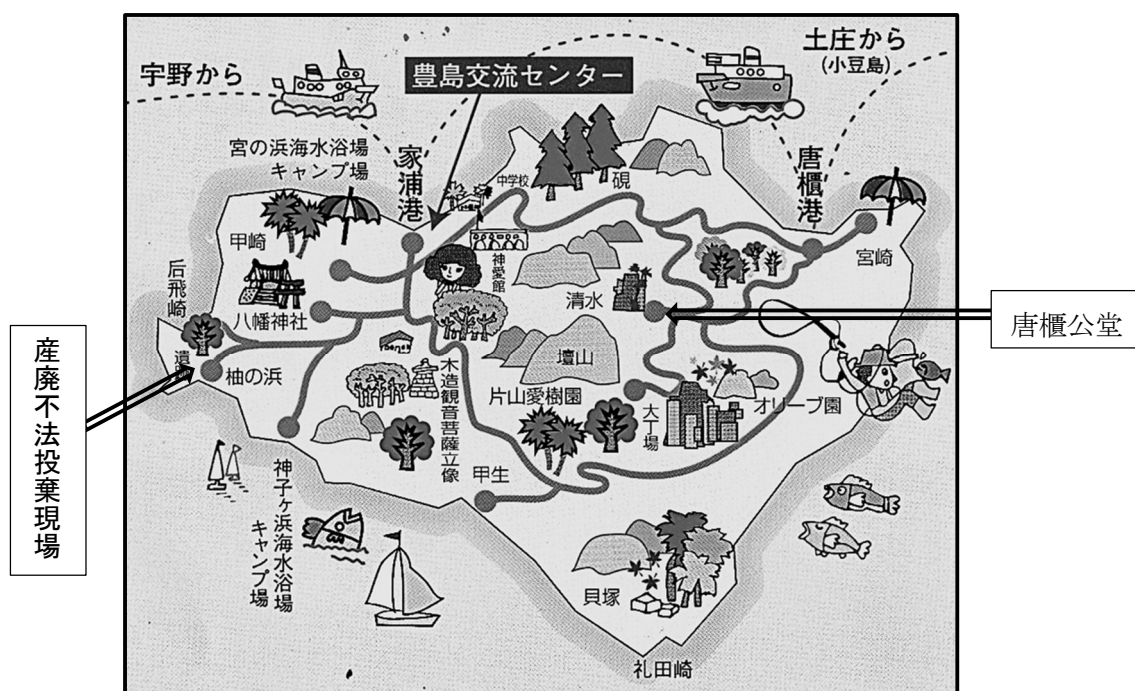 土庄から
(小豆島)
宇野から
豊島交流センター
宮の浜海水浴場
キャンプ場
家浦港
唐櫃港
中学校
硯
甲崎
神愛館
宮崎
后飛崎
清水
八幡神社
唐櫃公堂
産廃不法投棄現場
柚の浜
壇山
木造観音菩薩立像
片山愛樹園
大丁場
オリーブ園
甲生
神子ヶ浜海水浴場
キャンプ場
貝塚
礼田崎